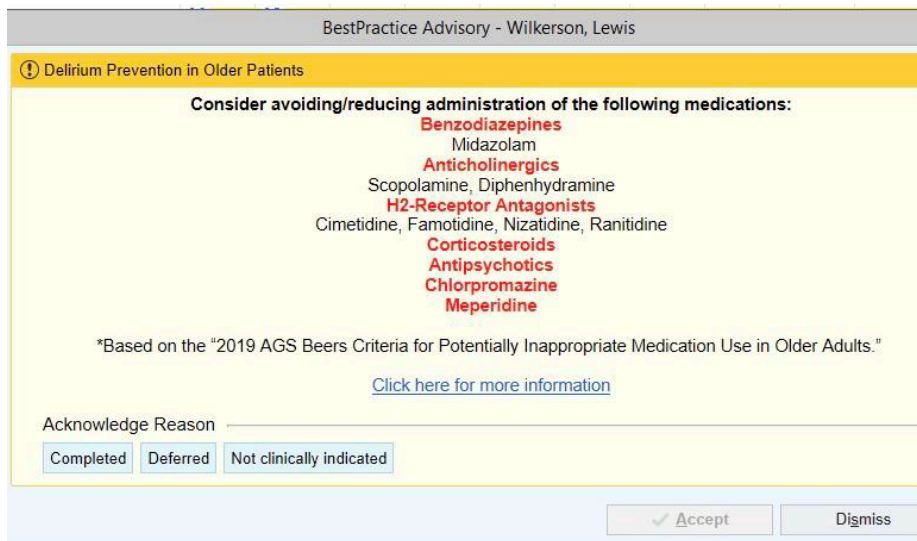 BestPractice Advisory - Wilkerson, Lewis
Delirium Prevention in Older Patients
Consider avoiding/reducing administration of the following medications:
Benzodiazepines
Midazolam
Anticholinergics
Scopolamine, Diphenhydramine
H2-Receptor Antagonists
Cimetidine, Famotidine, Nizatidine, Ranitidine
Corticosteroids
Antipsychotics
Chlorpromazine
Meperidine
*Based on the “2019 AGS Beers Criteria for Potentially Inappropriate Medication Use in Older Adults.”
Click here for more information
Acknowledge Reason
Completed Deferred Not clinically indicated
Accept Dismiss